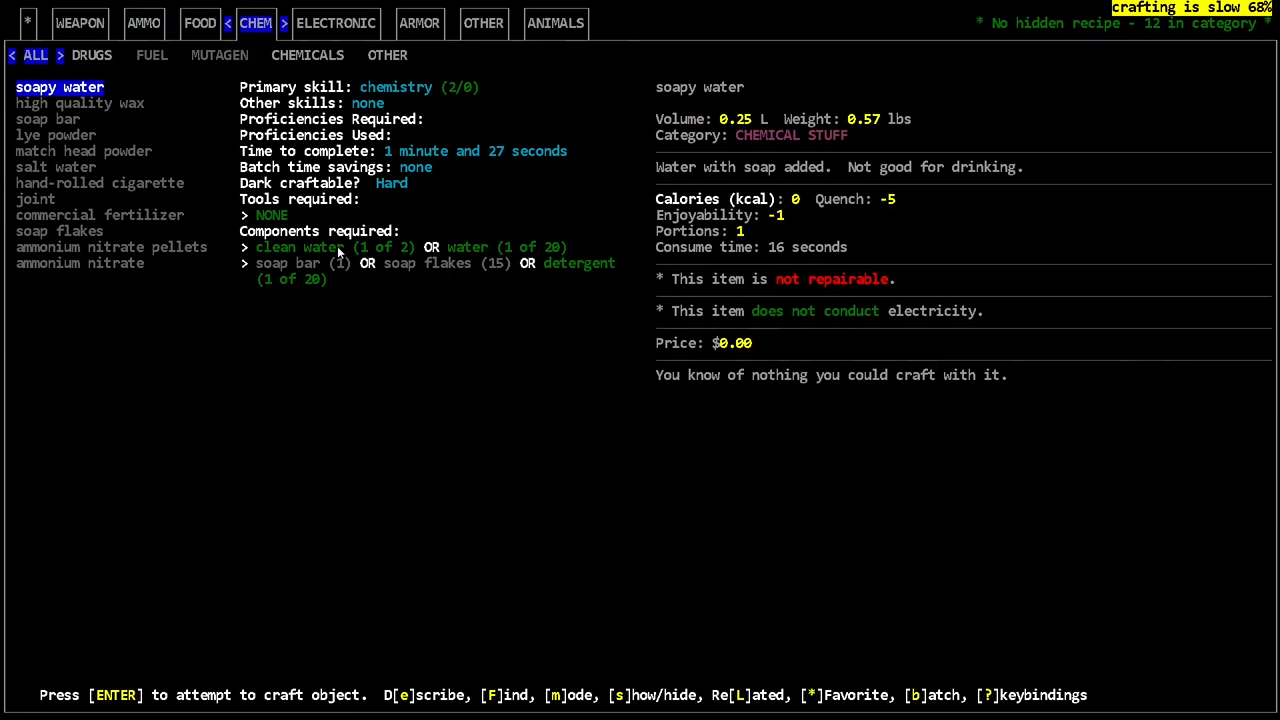 crafting is slow 68%
* WEAPON AMMO FOOD < CHEM > ELECTRONIC ARMOR OTHER ANIMALS
* No hidden recipe - 12 in category *
< ALL > DRUGS FUEL MUTAGEN CHEMICALS OTHER
soapy water
high quality wax
soap bar
lye powder
match head powder
salt water
hand-rolled cigarette
joint
commercial fertilizer
soap flakes
ammonium nitrate pellets
ammonium nitrate
Primary skill: chemistry (2/0)
Other skills: none
Proficiencies Required:
Proficiencies Used:
Time to complete: 1 minute and 27 seconds
Batch time savings: none
Dark craftable? Hard
Tools required:
> NONE
Components required:
> clean water (1 of 2) OR water (1 of 20)
> soap bar (1) OR soap flakes (15) OR detergent
(1 of 20)
soapy water
Volume: 0.25 L Weight: 0.57 lbs
Category: CHEMICAL STUFF
Water with soap added. Not good for drinking.
Calories (kcal): 0 Quench: -5
Enjoyability: -1
Portions: 1
Consume time: 16 seconds
* This item is not repairable.
* This item does not conduct electricity.
Price: $0.00
You know of nothing you could craft with it.
Press [ENTER] to attempt to craft object. D[e]scribe, [F]ind, [m]ode, [s]how/hide, Re[L]ated, [*]Favorite, [b]atch, [?]keybindings